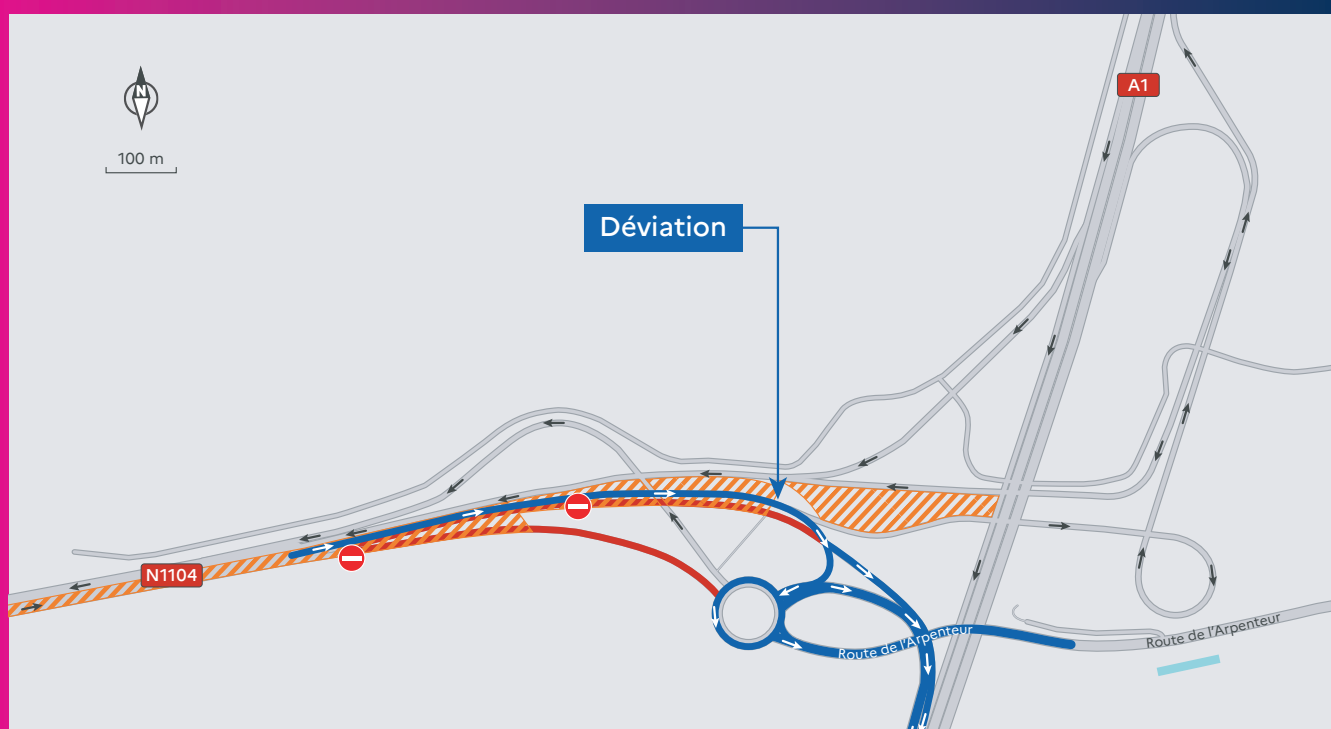 A1
N
100 m
Déviation
N1104
Route de l'Arpenteur
Route de l'Arpenteur